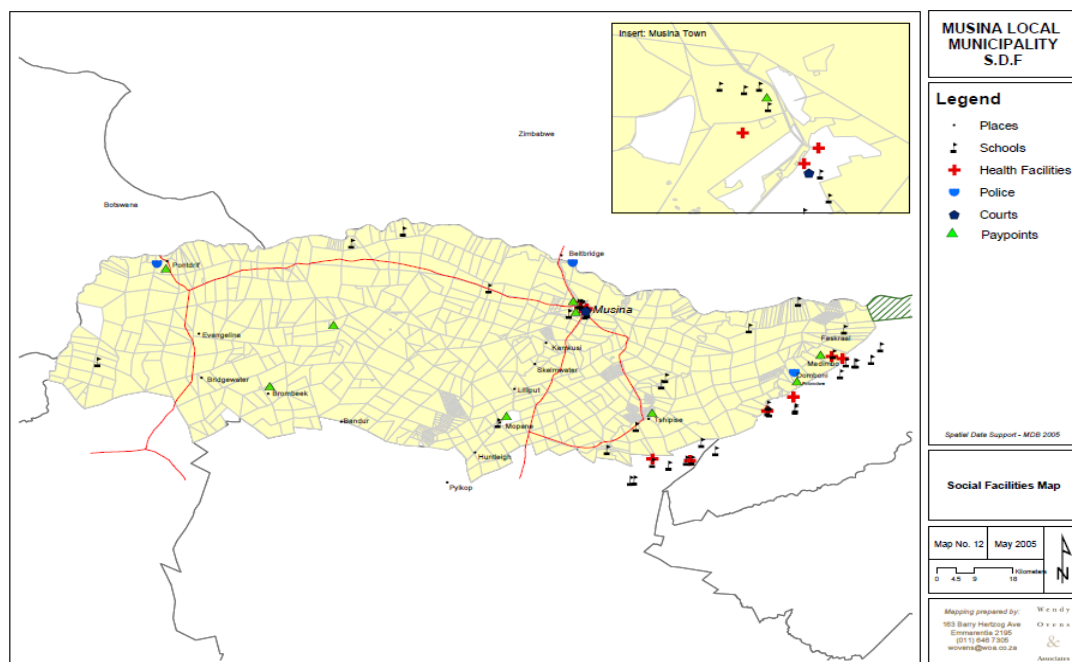 Insert: Musina Town
Zimbabwe
Botswana
Pontdrif
Beitbridge
Musina
Evangelina
Faskrael
Madimbo
Domboni
Kamkusi
Skelmwater
Bridgewater
Brombeek
Lilliput
Bandur
Mopane
Tshipise
Huntleigh
Pylkop
MUSINA LOCAL
MUNICIPALITY
S.D.F
Legend
Places
Schools
Health Facilities
Police
Courts
Paypoints
Spatial Data Support - MDB 2005
Social Facilities Map
Map No. 12
May 2005
Kilometers
0 4.5 9 18
N
Mapping prepared by:
163 Barry Hertzog Ave
Emmarentia 2195
(011) 646 7305
wovens@woa.co.za
Wendy
Ovens
&
Associates